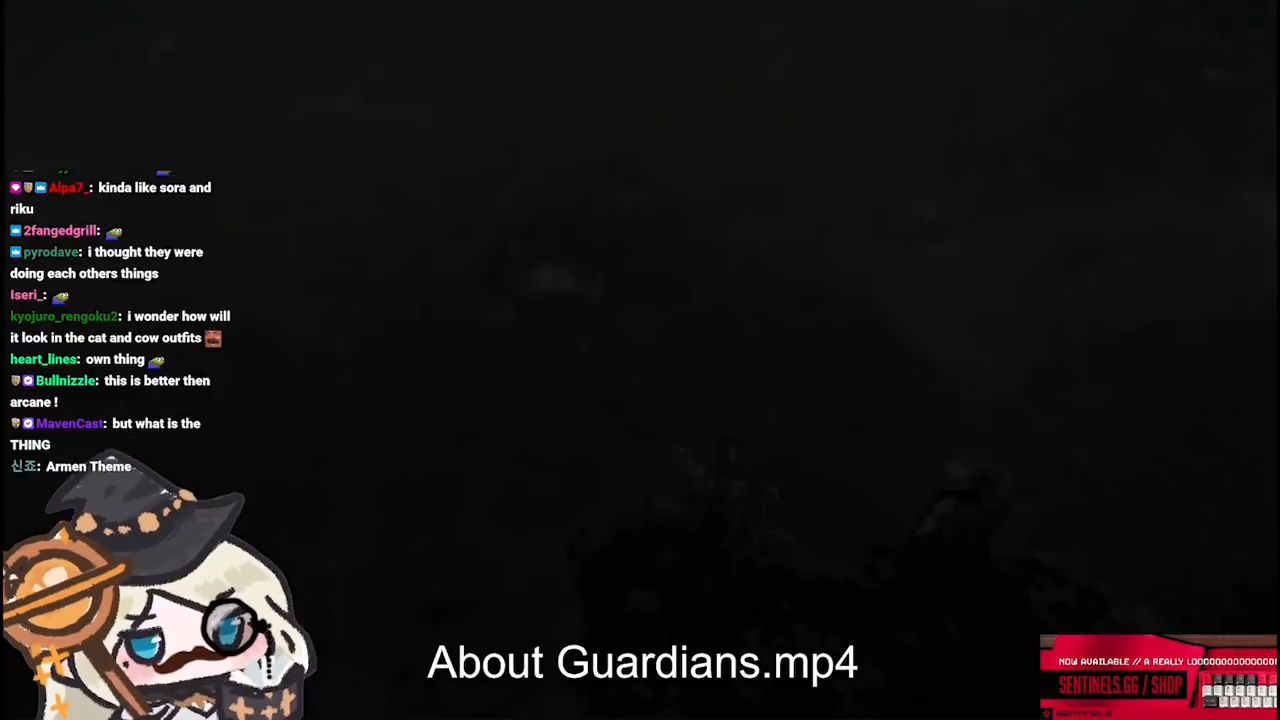 Alpa7_: kinda like sora and
riku
2fangedgrill:
pyrodave: i thought they were
doing each others things
Iseri_:
kyojuro_rengoku2: i wonder how will
it look in the cat and cow outfits
heart_lines: own thing
Bullnizzle: this is better then
arcane !
MavenCast: but what is the
THING
신죠: Armen Theme
About Guardians.mp4
NOW AVAILABLE // A REALLY LOOOOOOOOOOOOO
SENTINELS.GG / SHOP
SENTINELS